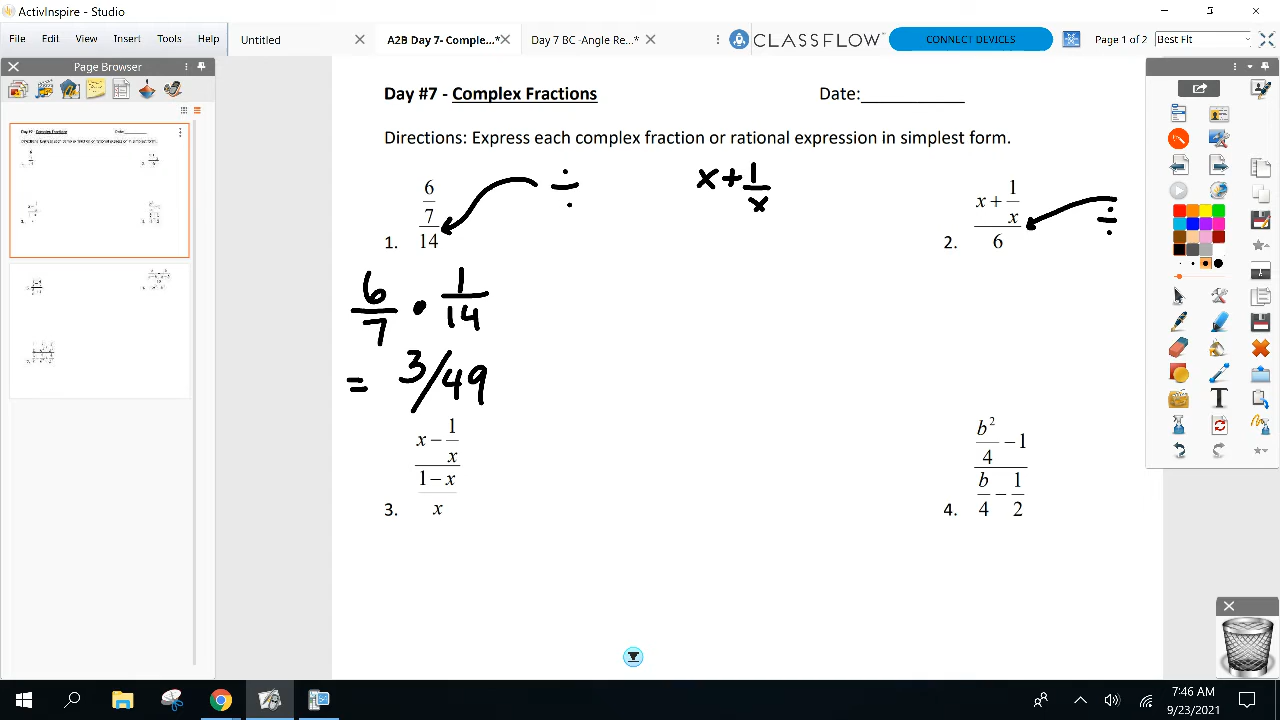 ActivInspire - Studio
File Edit View Insert Tools Help
Untitled
A2B Day 7- Comple...*
Day 7 BC -Angle Re...*
CLASSFLOW
CONNECT DEVICES
Page 1 of 2
Best Fit
Page Browser
Day #7 - Complex Fractions Date:___________
Directions: Express each complex fraction or rational expression in simplest form.
6
7
1. 14
÷
x + 1
x
x + 1
x
2. 6
÷
6/7 • 1/14
= 3/49
x − 1
x
1 − x
3. x
b² − 1
4
b − 1
4. 4 2
7:46 AM
9/23/2021